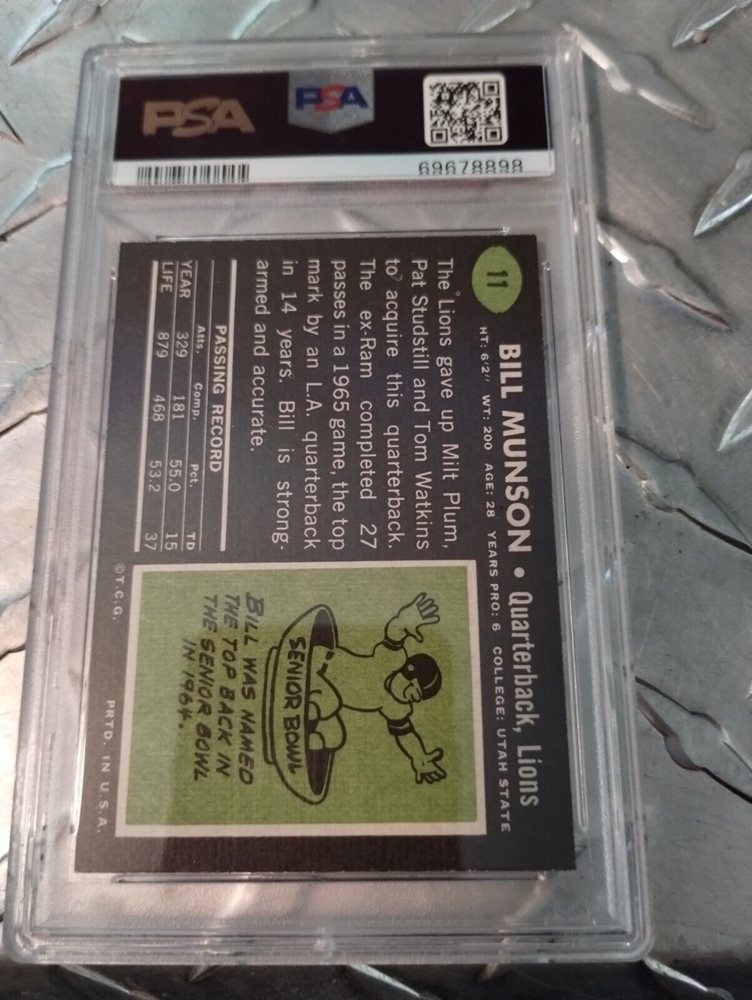 PSA
PSA
69678898
11
BILL MUNSON • Quarterback, Lions
HT: 6'2" WT: 200 AGE: 28 YEARS PRO: 6 COLLEGE: UTAH STATE
The Lions gave up Milt Plum,
Pat Studstill and Tom Watkins
to acquire this quarterback.
The ex-Ram completed 27
passes in a 1965 game, the top
mark by an L.A. quarterback
in 14 years. Bill is strong-
armed and accurate.
PASSING RECORD
Atts. Comp. Pct. TD
YEAR 329 181 55.0 15
LIFE 879 468 53.2 37
SENIOR BOWL
BILL WAS NAMED
THE TOP BACK IN
THE SENIOR BOWL
IN 1964.
©T.C.G. PRTD. IN U.S.A.